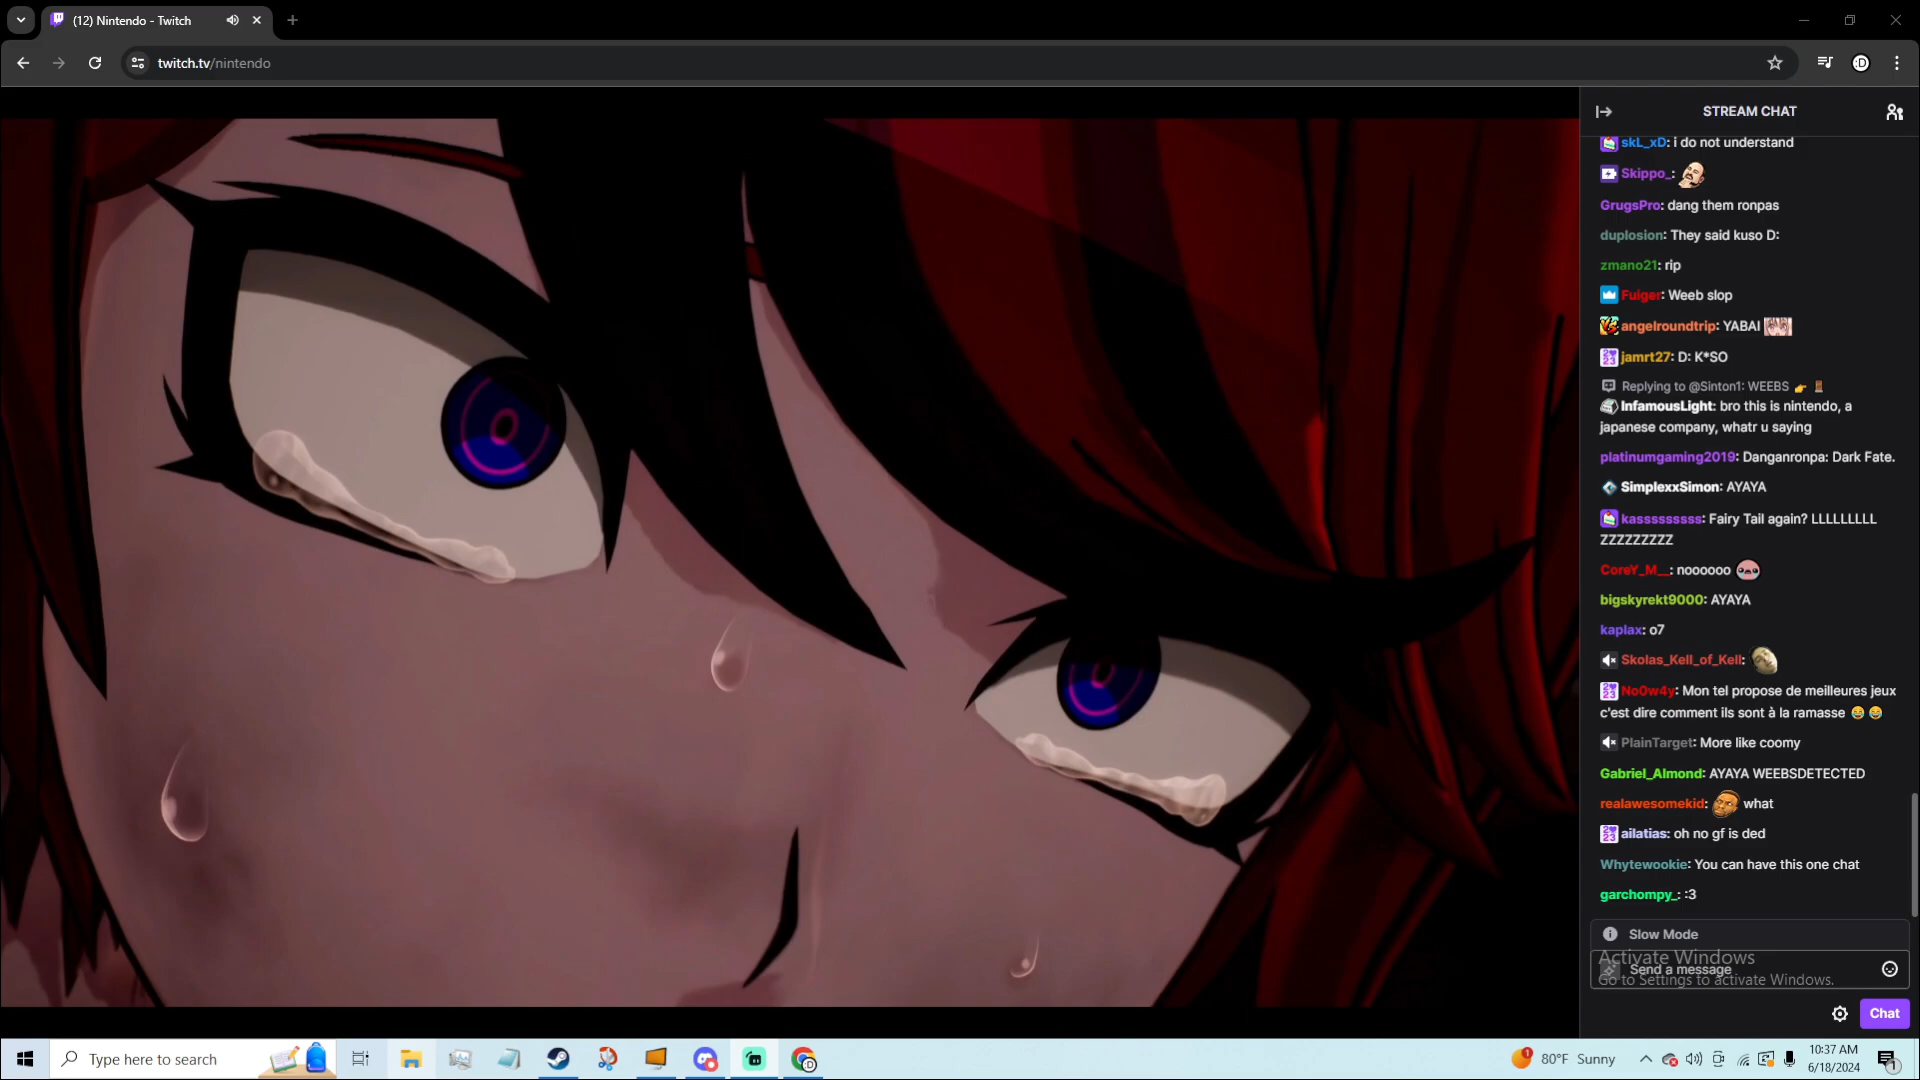 (12) Nintendo - Twitch
twitch.tv/nintendo
STREAM CHAT
skL_xD: i do not understand
Skippo_:
GrugsPro: dang them ronpas
duplosion: They said kuso D:
zmano21: rip
Fuiger: Weeb slop
angelroundtrip: YABAI
jamrt27: D: K*SO
Replying to @Sinton1: WEEBS 👉 🚪
InfamousLight: bro this is nintendo, a
japanese company, whatr u saying
platinumgaming2019: Danganronpa: Dark Fate.
SimplexxSimon: AYAYA
kasssssssss: Fairy Tail again? LLLLLLLLL
ZZZZZZZZZZ
CoreY_M__: noooooo
bigskyrekt9000: AYAYA
kaplax: o7
Skolas_Kell_of_Kell:
No0w4y: Mon tel propose de meilleures jeux
c'est dire comment ils sont à la ramasse 😂 😂
PlainTarget: More like coomy
Gabriel_Almond: AYAYA WEEBSDETECTED
realawesomekid: what
ailatias: oh no gf is ded
Whytewookie: You can have this one chat
garchompy_: :3
Slow Mode
Activate Windows
Send a message
Go to Settings to activate Windows.
Chat
Type here to search
1
80°F Sunny
10:37 AM
6/18/2024
1